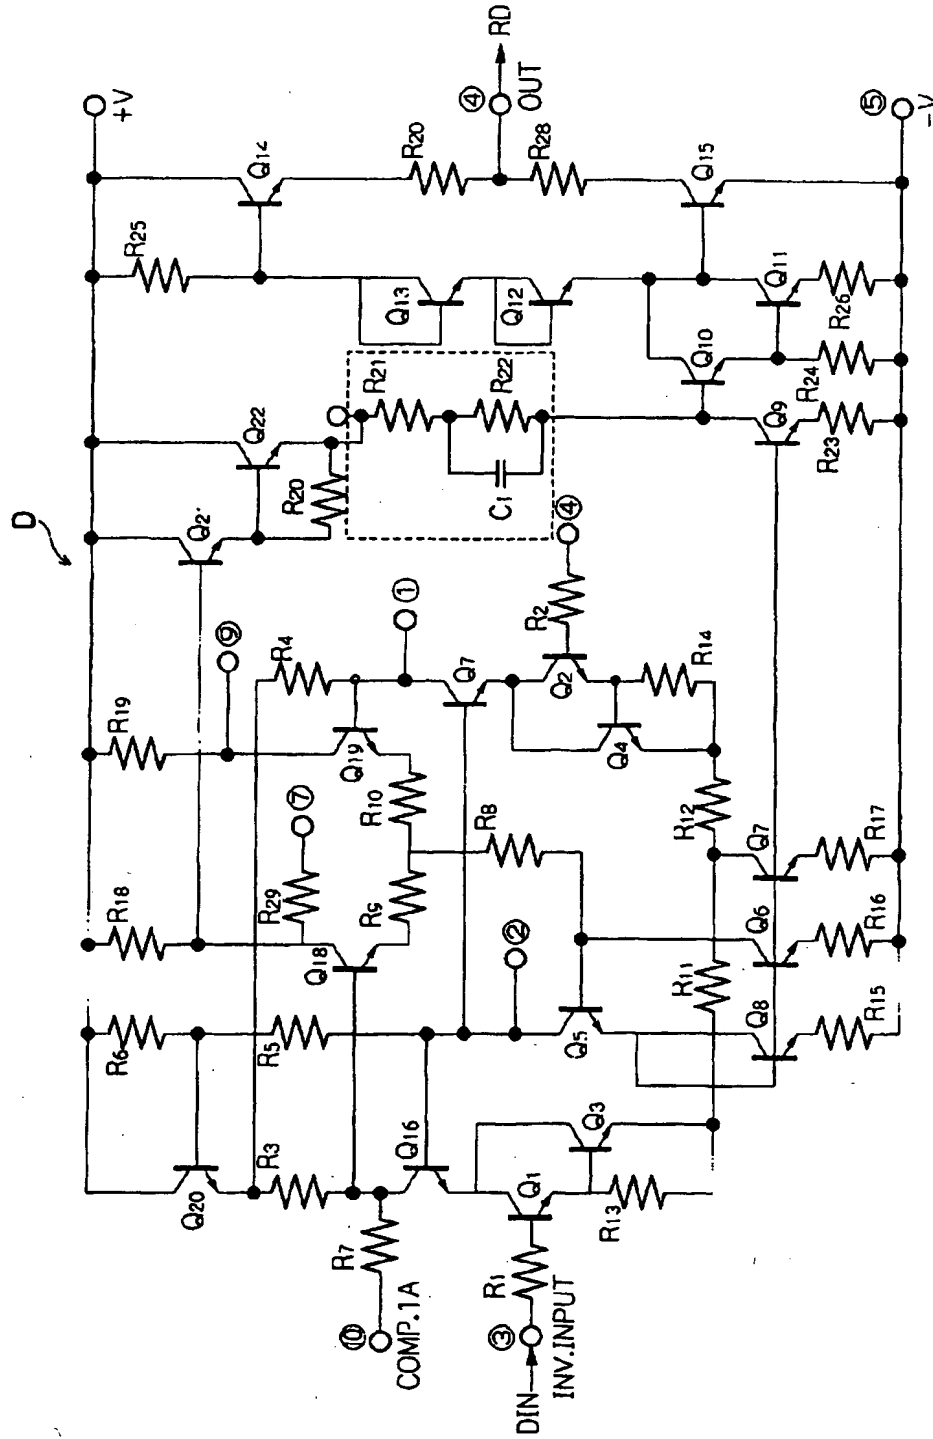 D
+V
R25
Q14
R20
④
OUT
RD
R28
Q15
⑤
-V
Q13
Q12
Q11
R26
Q10
R24
R21
R22
C1
Q9
R23
Q22
R20
Q2'
④
R2
R19
⑨
R4
①
Q7
Q2
R14
Q4
Q19
R10
R12
R8
⑦
R29
R9
R18
Q18
②
Q7
R17
Q6
R16
R11
Q5
Q8
R15
R6
R5
Q20
R3
Q16
Q3
Q1
R13
R7
R1
⑩
COMP.1A
③
INV.INPUT
DIN